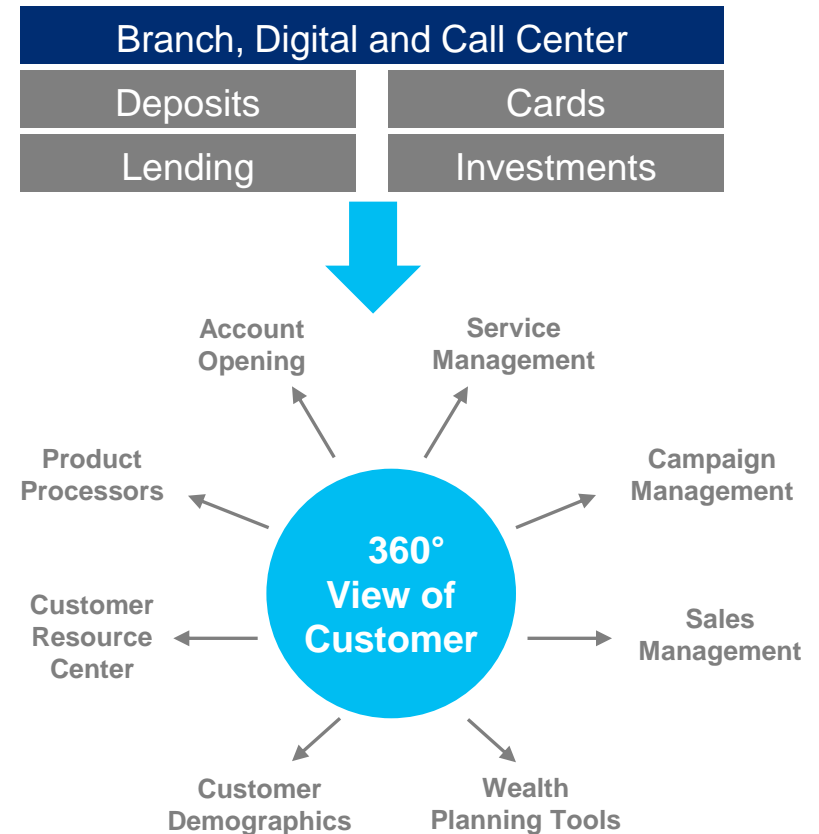 Branch, Digital and Call Center
Deposits
Cards
Lending
Investments
Account
Opening
Service
Management
Product
Processors
Campaign
Management
360°
View of
Customer
Customer
Resource
Center
Sales
Management
Customer
Demographics
Wealth
Planning Tools